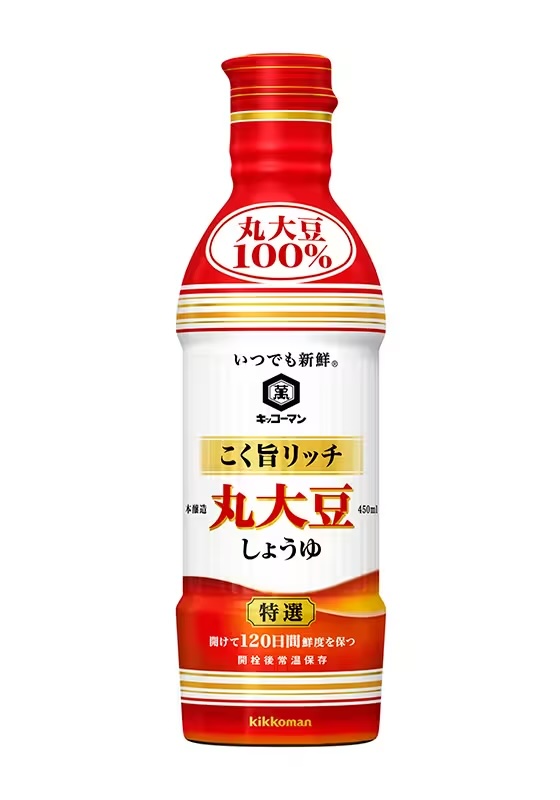 丸大豆
100%
いつでも新鮮®
萬
キッコーマン
こく旨リッチ
本醸造
丸大豆
450ml
しょうゆ
特選
開けて120日間鮮度を保つ
開栓後常温保存
kikkoman